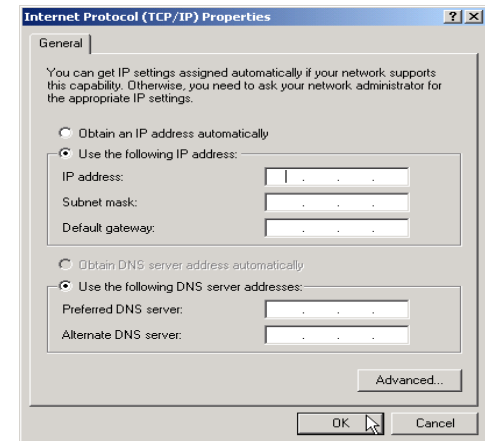 Internet Protocol (TCP/IP) Properties
General
You can get IP settings assigned automatically if your network supports
this capability. Otherwise, you need to ask your network administrator for
the appropriate IP settings.
Obtain an IP address automatically
Use the following IP address:
IP address:
Subnet mask:
Default gateway:
Obtain DNS server address automatically
Use the following DNS server addresses:
Preferred DNS server:
Alternate DNS server:
Advanced...
OK Cancel